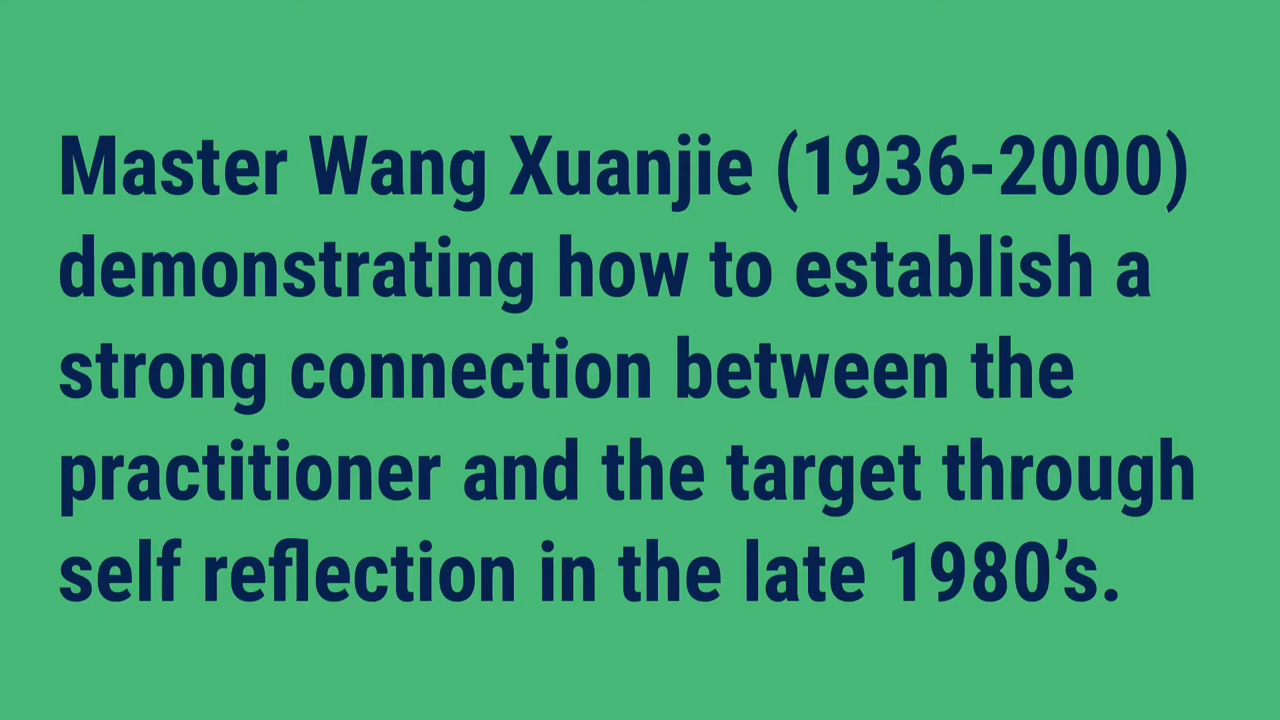 Master Wang Xuanjie (1936-2000)
demonstrating how to establish a
strong connection between the
practitioner and the target through
self reflection in the late 1980’s.